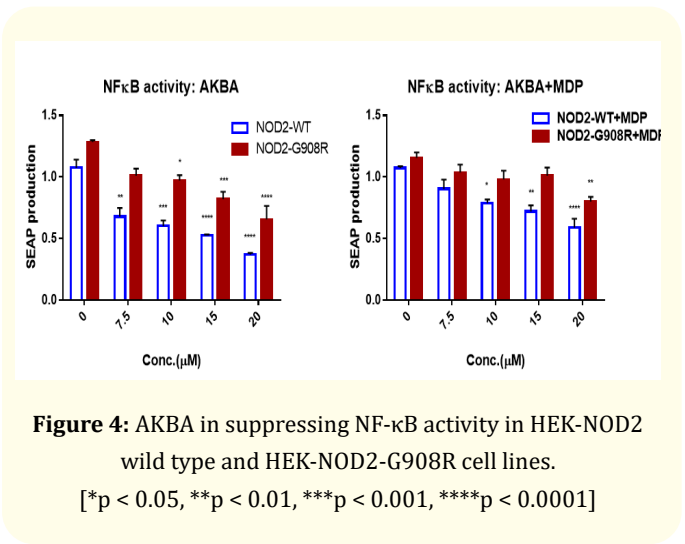 NFκB activity: AKBA
1.5
1.0
0.5
0.0
SEAP production
NOD2-WT
NOD2-G908R
**
*
***
***
****
****
****
0
7.5
10
15
20
Conc.(μM)
NFκB activity: AKBA+MDP
1.5
1.0
0.5
0.0
SEAP production
NOD2-WT+MDP
NOD2-G908R+MDP
*
**
****
**
0
7.5
10
15
20
Conc.(μM)
Figure 4: AKBA in suppressing NF-κB activity in HEK-NOD2
wild type and HEK-NOD2-G908R cell lines.
[*p < 0.05, **p < 0.01, ***p < 0.001, ****p < 0.0001]